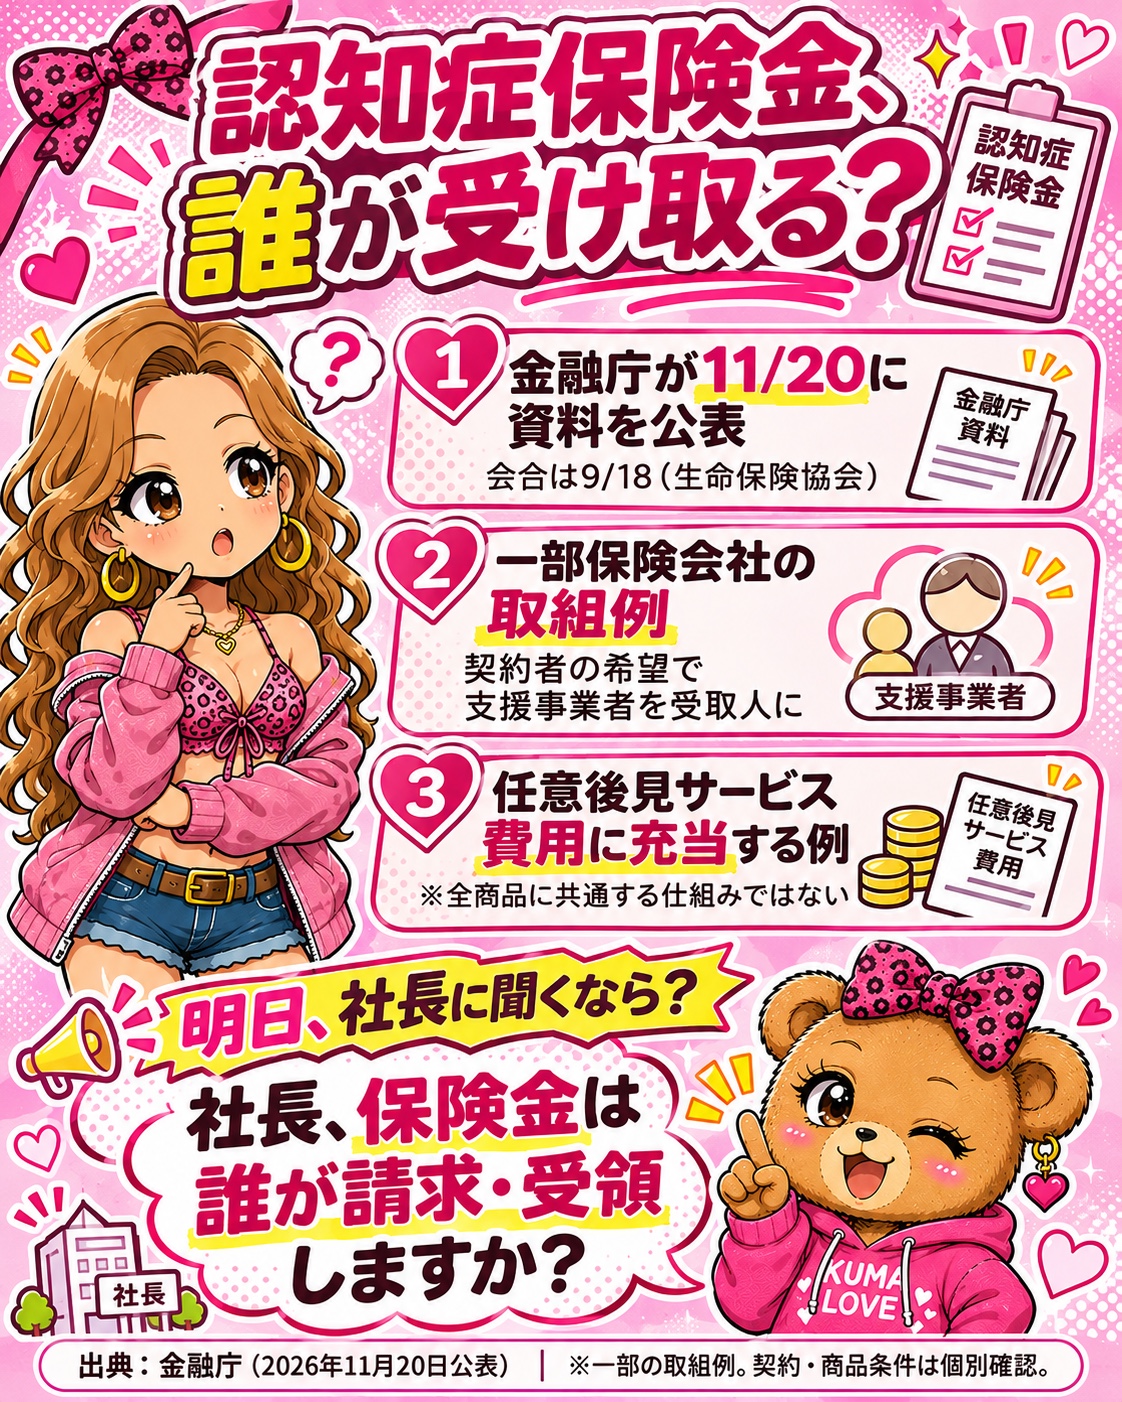 認知症保険金、
誰が受け取る?
認知症
保険金
?
1
金融庁が11/20に
資料を公表
会合は9/18(生命保険協会)
金融庁
資料
2
一部保険会社の
取組例
契約者の希望で
支援事業者を受取人に
支援事業者
3
任意後見サービス
費用に充当する例
※全商品に共通する仕組みではない
任意後見
サービス
費用
明日、社長に聞くなら?
社長、保険金は
誰が請求・受領
しますか?
社長
KUMA
LOVE
出典:金融庁(2026年11月20日公表) | ※一部の取組例。契約・商品条件は個別確認。